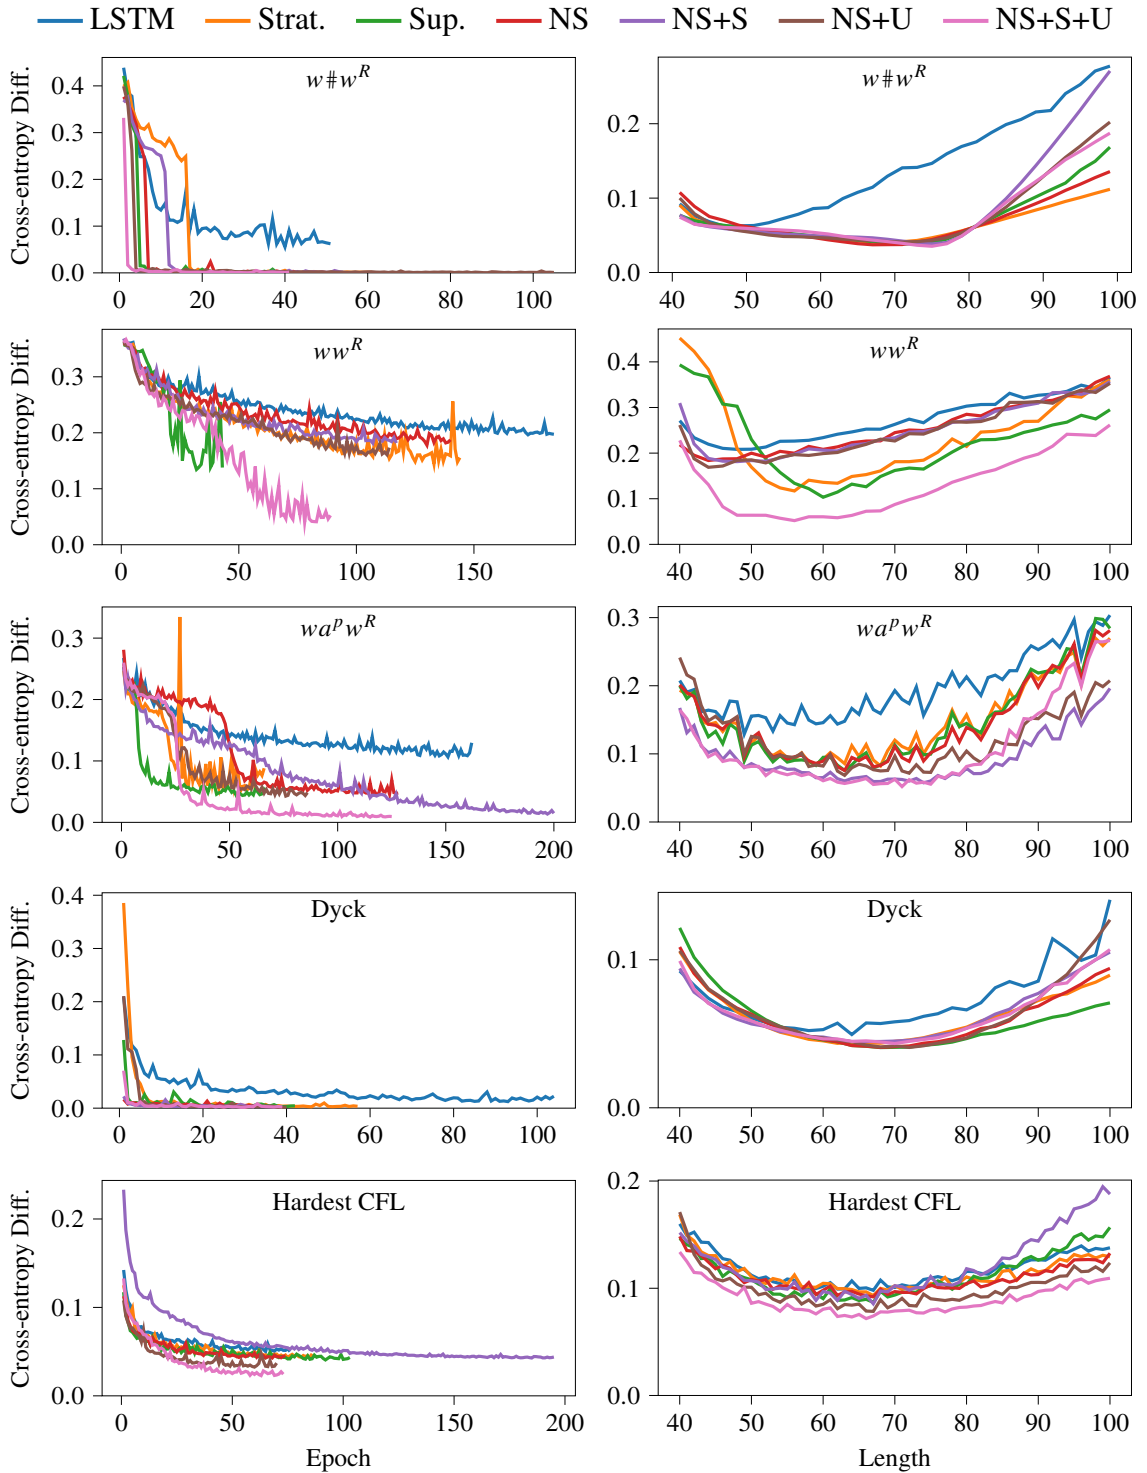 LSTM Strat. Sup. NS NS+S NS+U NS+S+U
Cross-entropy Diff.
w#w^R
0.4
0.3
0.2
0.1
0.0
0 20 40 60 80 100
w#w^R
0.2
0.1
0.0
40 50 60 70 80 90 100
Cross-entropy Diff.
ww^R
0.3
0.2
0.1
0.0
0 50 100 150
ww^R
0.4
0.3
0.2
0.1
0.0
40 50 60 70 80 90 100
Cross-entropy Diff.
wa^pw^R
0.3
0.2
0.1
0.0
0 50 100 150 200
wa^pw^R
0.3
0.2
0.1
0.0
40 50 60 70 80 90 100
Cross-entropy Diff.
Dyck
0.4
0.3
0.2
0.1
0.0
0 20 40 60 80 100
Dyck
0.1
0.0
40 50 60 70 80 90 100
Cross-entropy Diff.
Hardest CFL
0.2
0.1
0.0
0 50 100 150 200
Epoch
Hardest CFL
0.2
0.1
0.0
40 50 60 70 80 90 100
Length